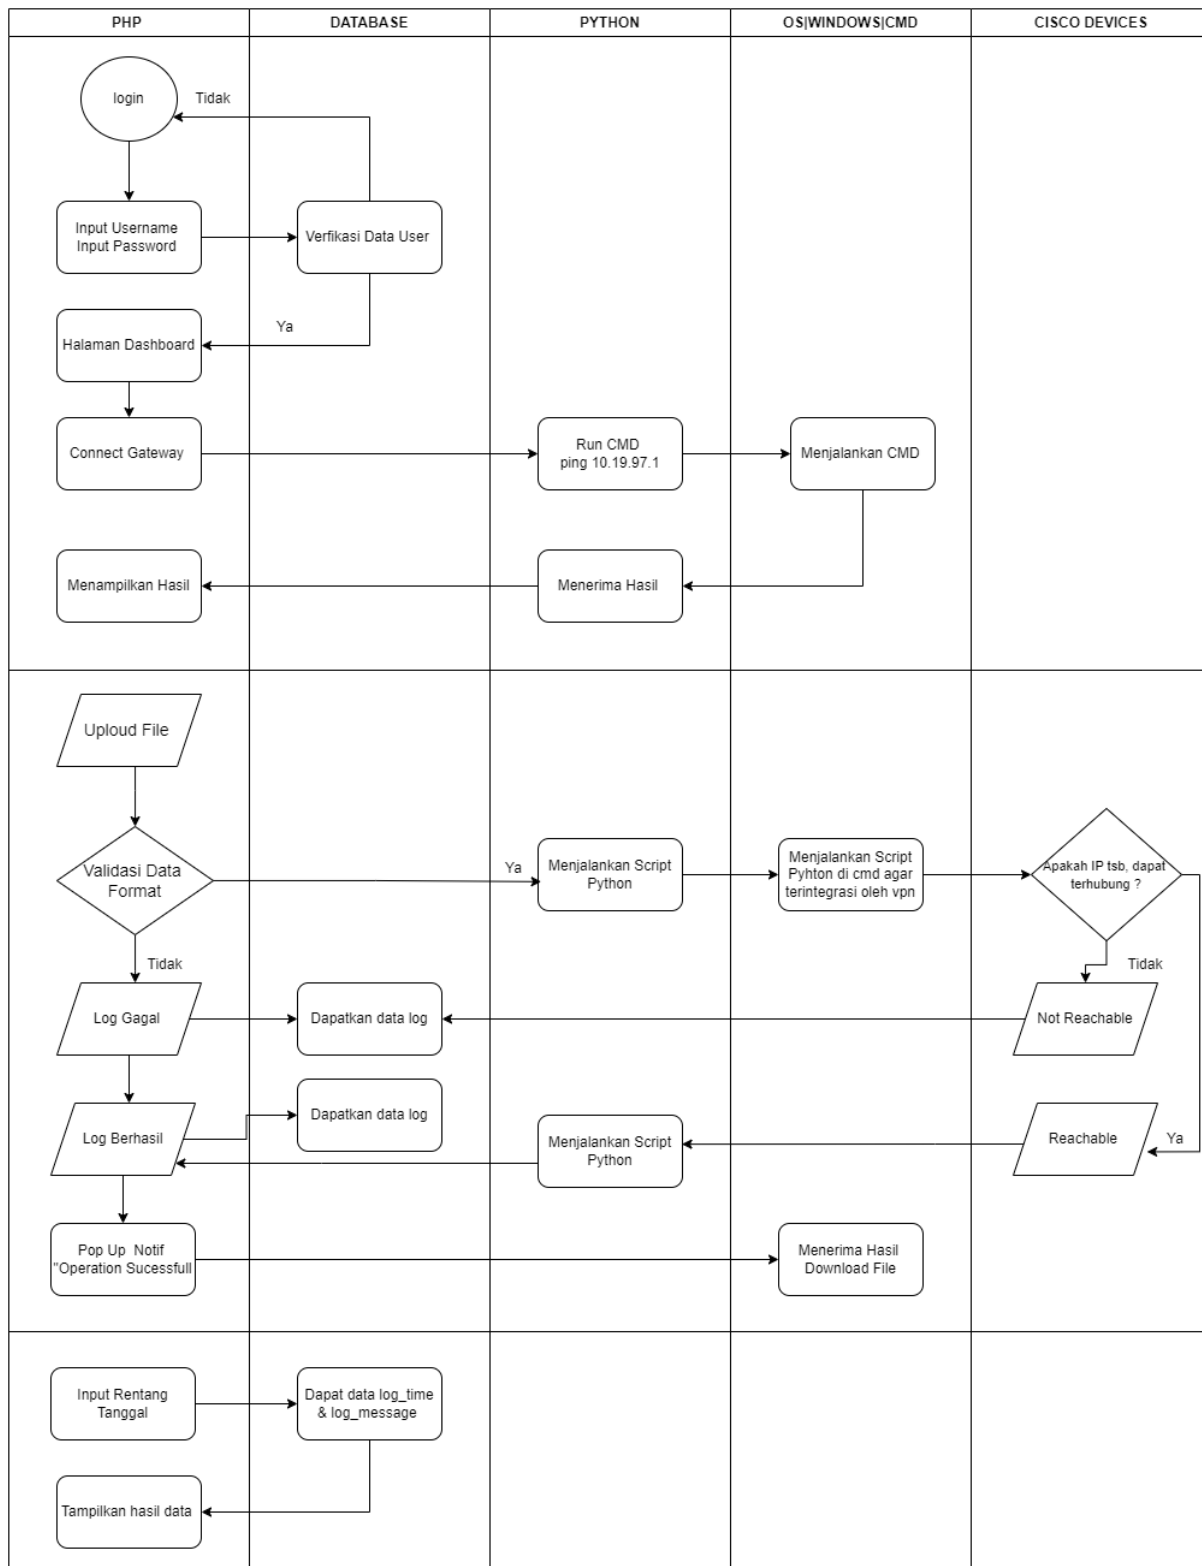 PHP
DATABASE
PYTHON
OS|WINDOWS|CMD
CISCO DEVICES
login
Tidak
Input Username
Input Password
Verfikasi Data User
Halaman Dashboard
Ya
Connect Gateway
Run CMD
ping 10.19.97.1
Menjalankan CMD
Menampilkan Hasil
Menerima Hasil
Uploud File
Validasi Data
Format
Ya
Menjalankan Script
Python
Menjalankan Script
Pyhton di cmd agar
terintegrasi oleh vpn
Apakah IP tsb, dapat
terhubung ?
Tidak
Tidak
Log Gagal
Dapatkan data log
Not Reachable
Log Berhasil
Dapatkan data log
Menjalankan Script
Python
Reachable
Ya
Pop Up Notif
"Operation Sucessfull
Menerima Hasil
Download File
Input Rentang
Tanggal
Dapat data log_time
& log_message
Tampilkan hasil data